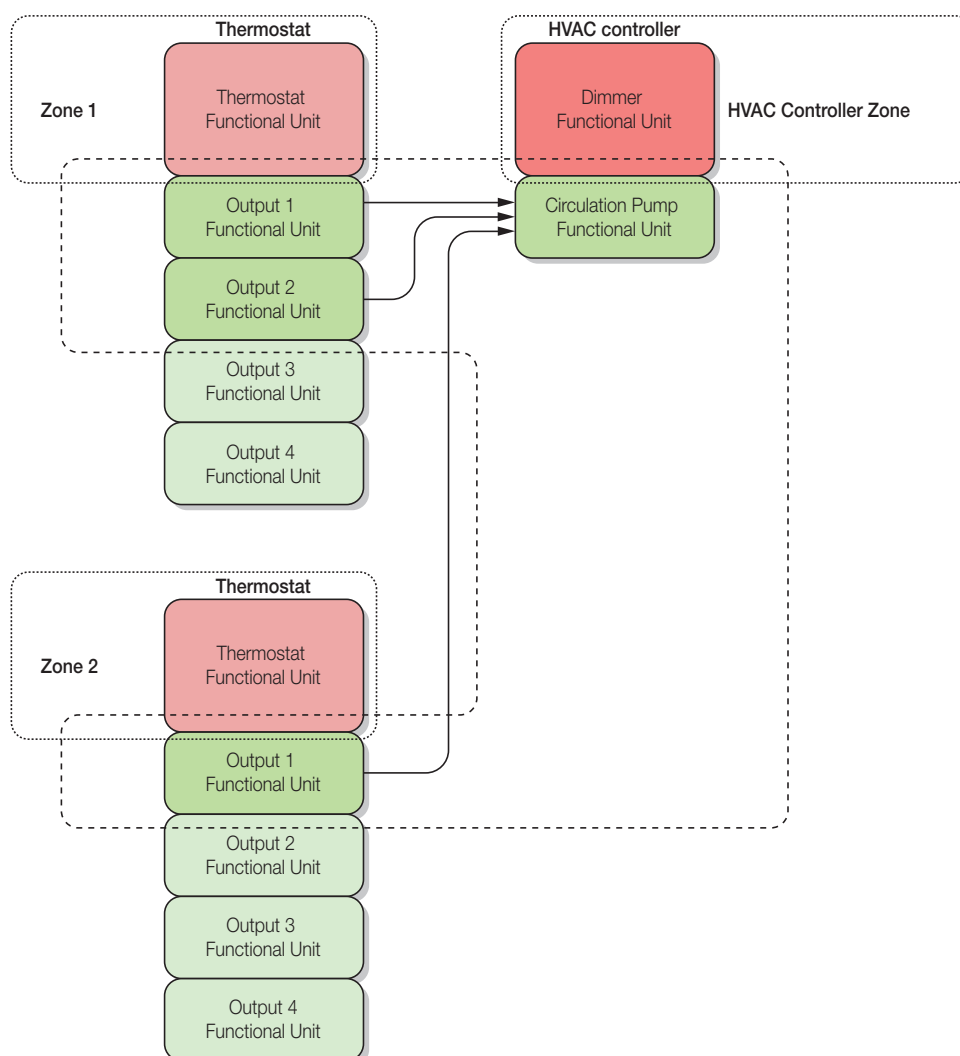 Thermostat
Zone 1
Thermostat
Functional Unit
Output 1
Functional Unit
Output 2
Functional Unit
Output 3
Functional Unit
Output 4
Functional Unit
HVAC controller
Dimmer
Functional Unit
HVAC Controller Zone
Circulation Pump
Functional Unit
Thermostat
Zone 2
Thermostat
Functional Unit
Output 1
Functional Unit
Output 2
Functional Unit
Output 3
Functional Unit
Output 4
Functional Unit